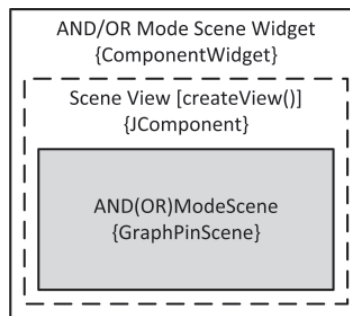 AND/OR Mode Scene Widget
{ComponentWidget}
Scene View [createView()]
{JComponent}
AND(OR)ModeScene
{GraphPinScene}